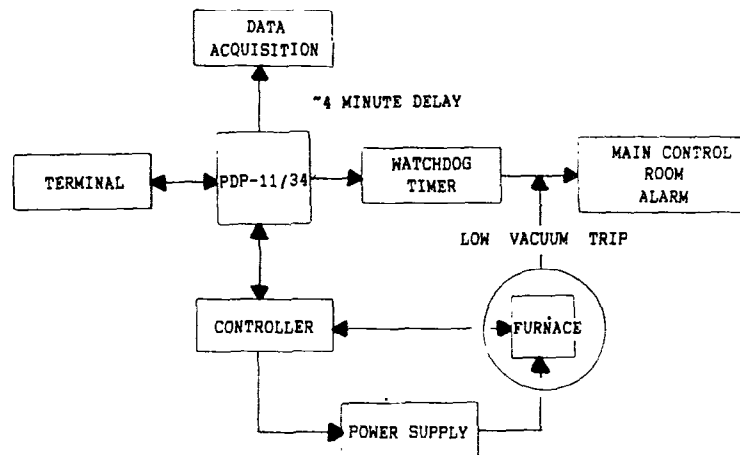 DATA
ACQUISITION
~4 MINUTE DELAY
TERMINAL
PDP-11/34
WATCHDOG
TIMER
MAIN CONTROL
ROOM
ALARM
LOW VACUUM TRIP
CONTROLLER
FURNACE
POWER SUPPLY